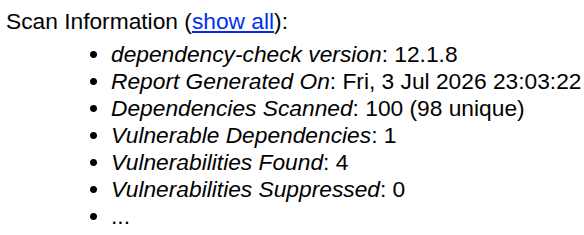 Scan Information (show all):
• dependency-check version: 12.1.8
• Report Generated On: Fri, 3 Jul 2026 23:03:22
• Dependencies Scanned: 100 (98 unique)
• Vulnerable Dependencies: 1
• Vulnerabilities Found: 4
• Vulnerabilities Suppressed: 0
• ...